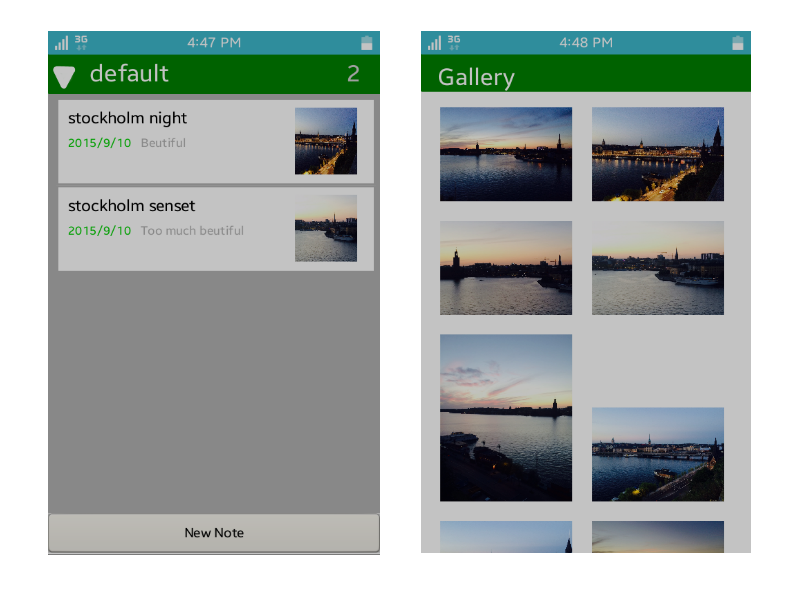 3G
4:47 PM
default
2
stockholm night
2015/9/10 Beutiful
stockholm senset
2015/9/10 Too much beutiful
New Note
3G
4:48 PM
Gallery